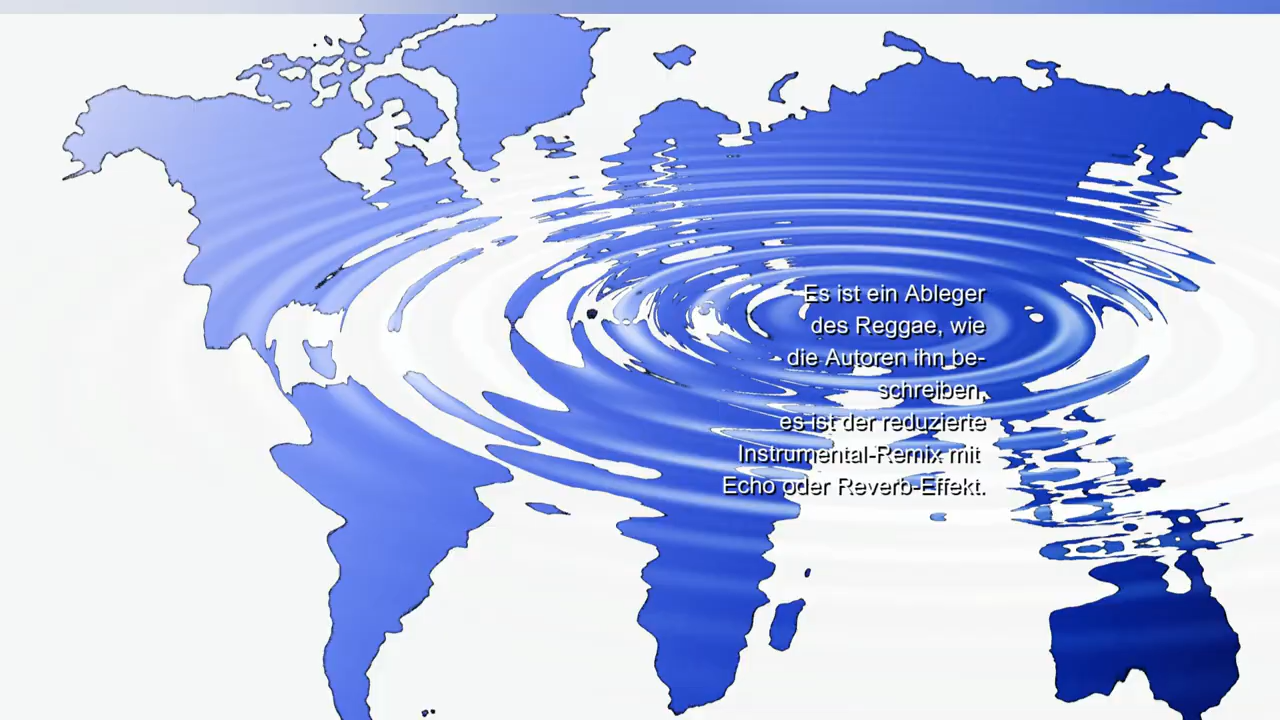 Es ist ein Ableger
des Reggae, wie
die Autoren ihn be-
schreiben,
es ist der reduzierte
Instrumental-Remix mit
Echo oder Reverb-Effekt.